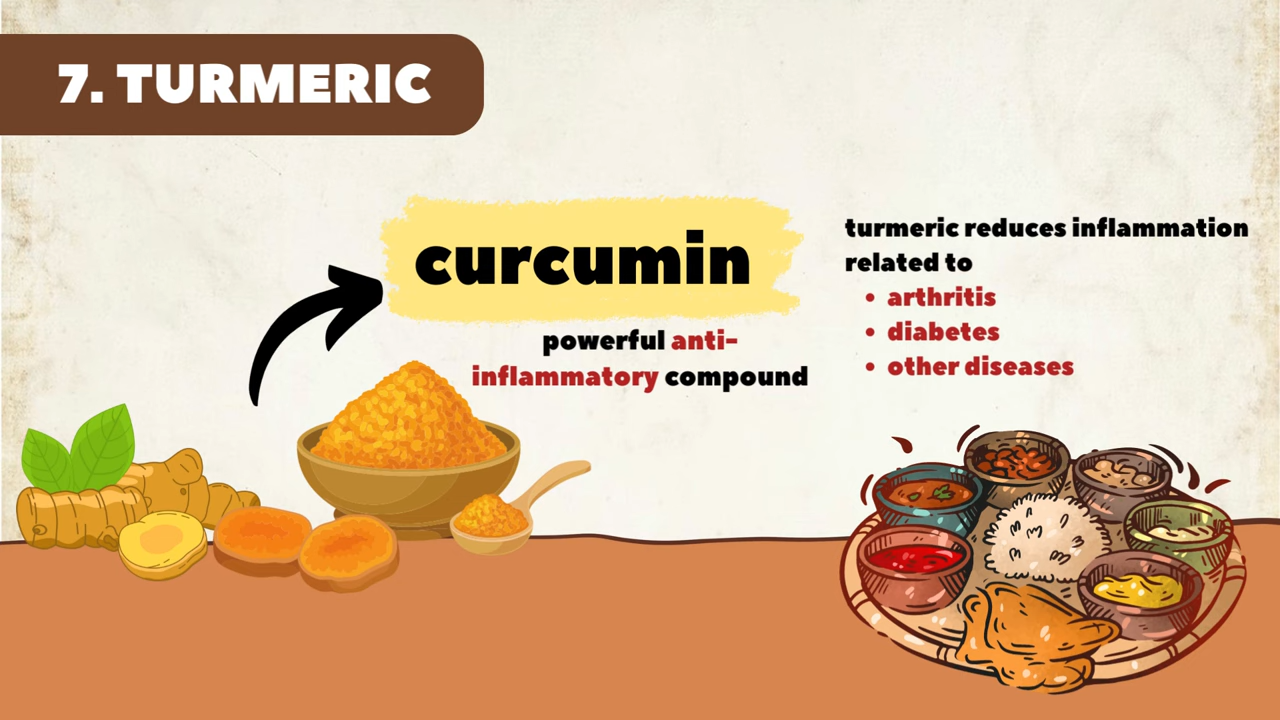 7. TURMERIC
curcumin
powerful anti-
inflammatory compound
turmeric reduces inflammation
related to
• arthritis
• diabetes
• other diseases